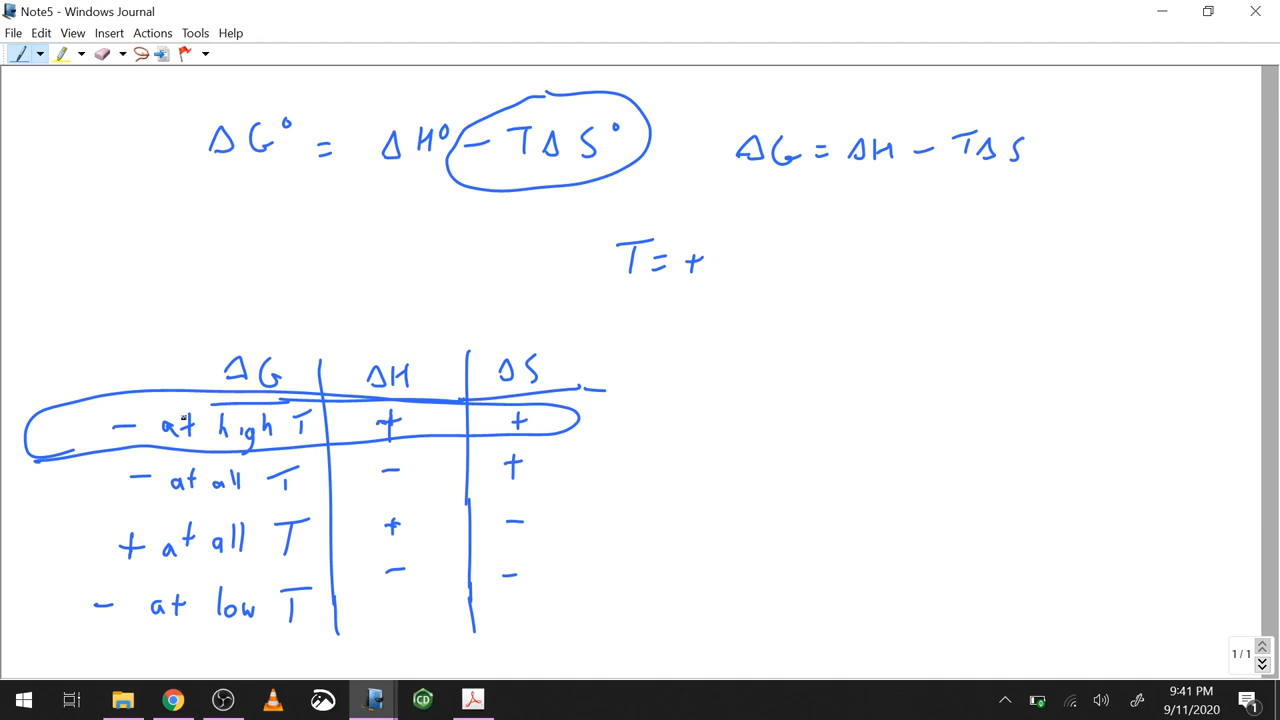 Note5 - Windows Journal
File Edit View Insert Actions Tools Help
ΔG° = ΔH° - TΔS° ΔG = ΔH - TΔS
T = +
ΔG ΔH ΔS
- at high T + +
- at all T - +
+ at all T + -
- at low T - -
1 / 1
9:41 PM
9/11/2020